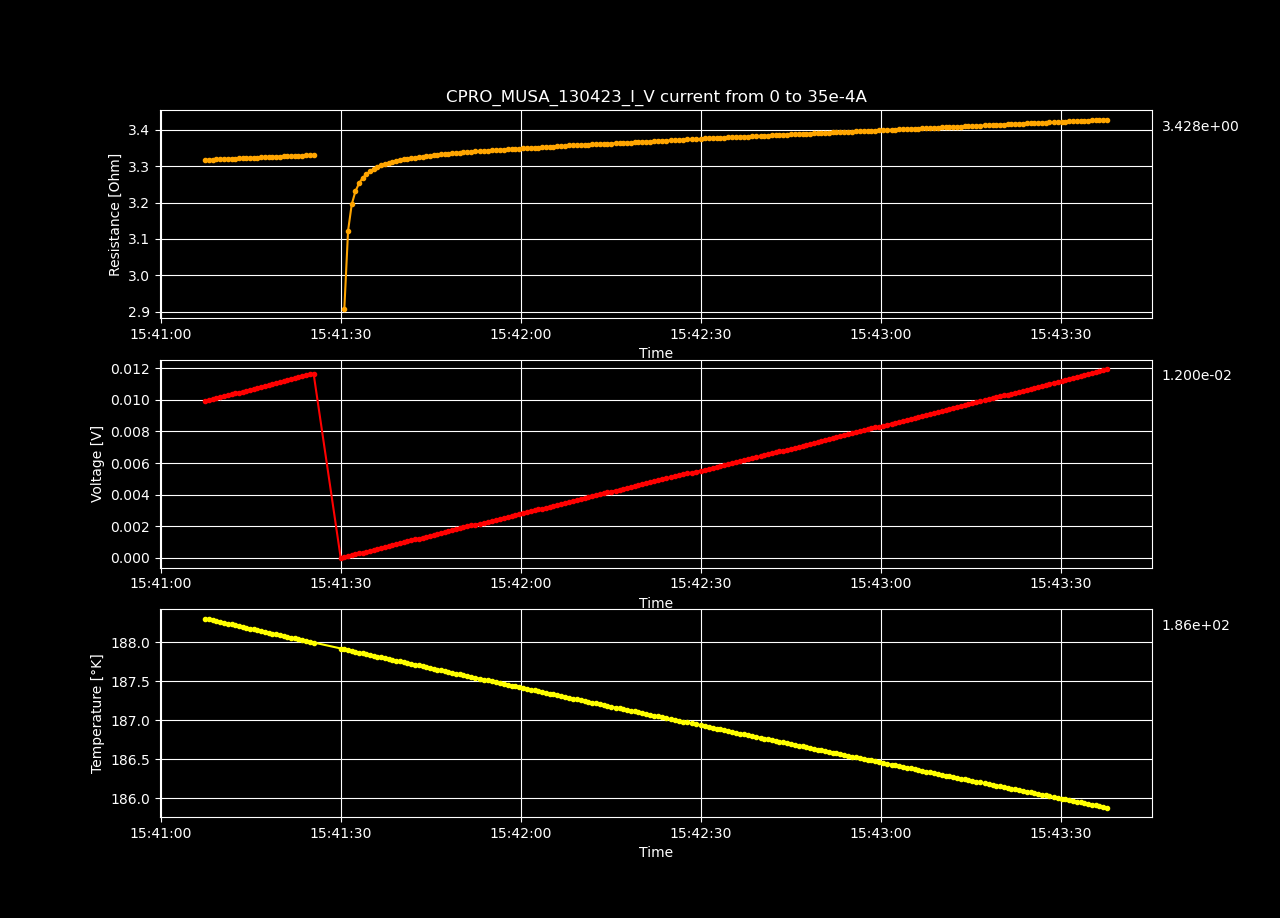 CPRO_MUSA_130423_I_V current from 0 to 35e-4A
3.428e+00
Resistance [Ohm]
3.4
3.3
3.2
3.1
3.0
2.9
15:41:00 15:41:30 15:42:00 15:42:30 15:43:00 15:43:30
Time
1.200e-02
Voltage [V]
0.012
0.010
0.008
0.006
0.004
0.002
0.000
15:41:00 15:41:30 15:42:00 15:42:30 15:43:00 15:43:30
Time
1.86e+02
Temperature [°K]
188.0
187.5
187.0
186.5
186.0
15:41:00 15:41:30 15:42:00 15:42:30 15:43:00 15:43:30
Time